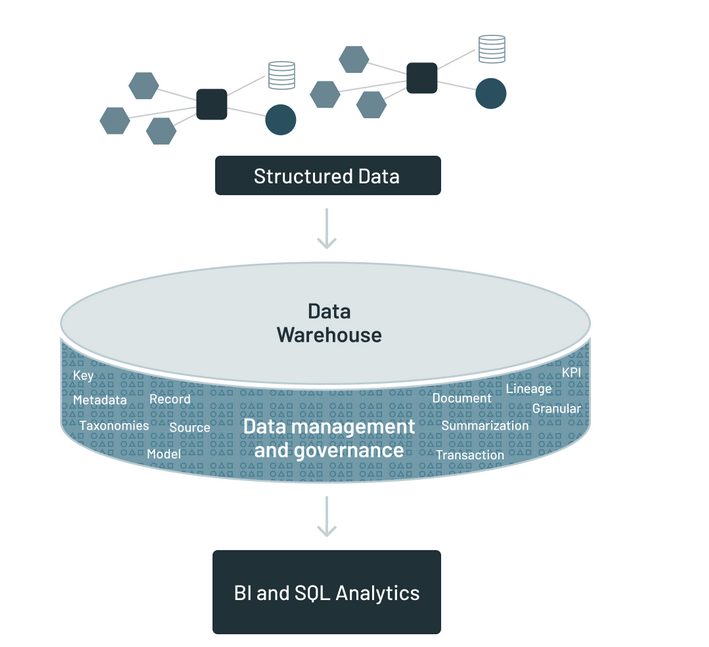 Structured Data
Data
Warehouse
Key
KPI
Metadata
Record
Document
Lineage
Granular
Taxonomies
Source
Data management
and governance
Summarization
Model
Transaction
BI and SQL Analytics